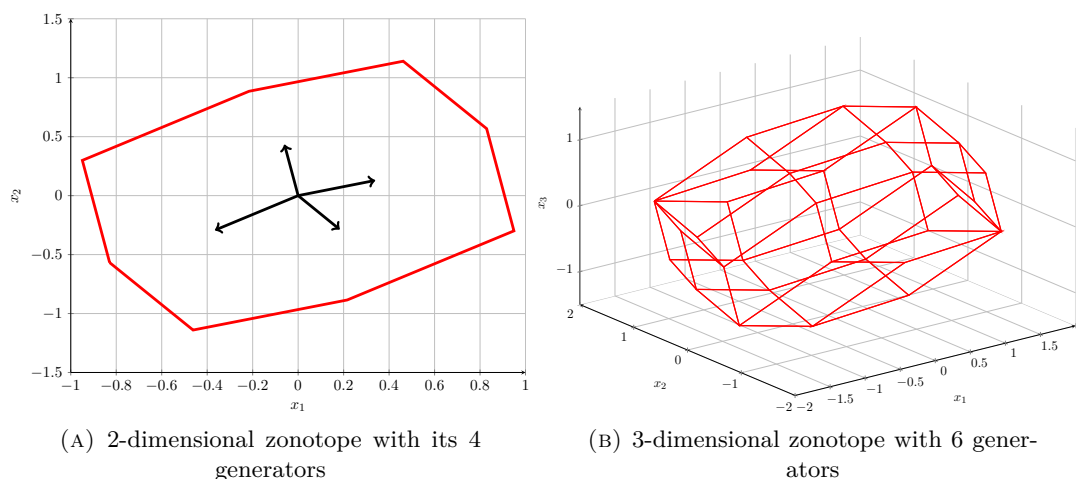 1.5
1
0.5
0
−0.5
−1
−1.5
−1 −0.8 −0.6 −0.4 −0.2 0 0.2 0.4 0.6 0.8 1
x1
x2
(A) 2-dimensional zonotope with its 4
generators
1
0
−1
x3
2
1
0
−1
−2
x2
−2
−1.5
−1
−0.5
0
0.5
1
1.5
x1
(B) 3-dimensional zonotope with 6 gener-
ators